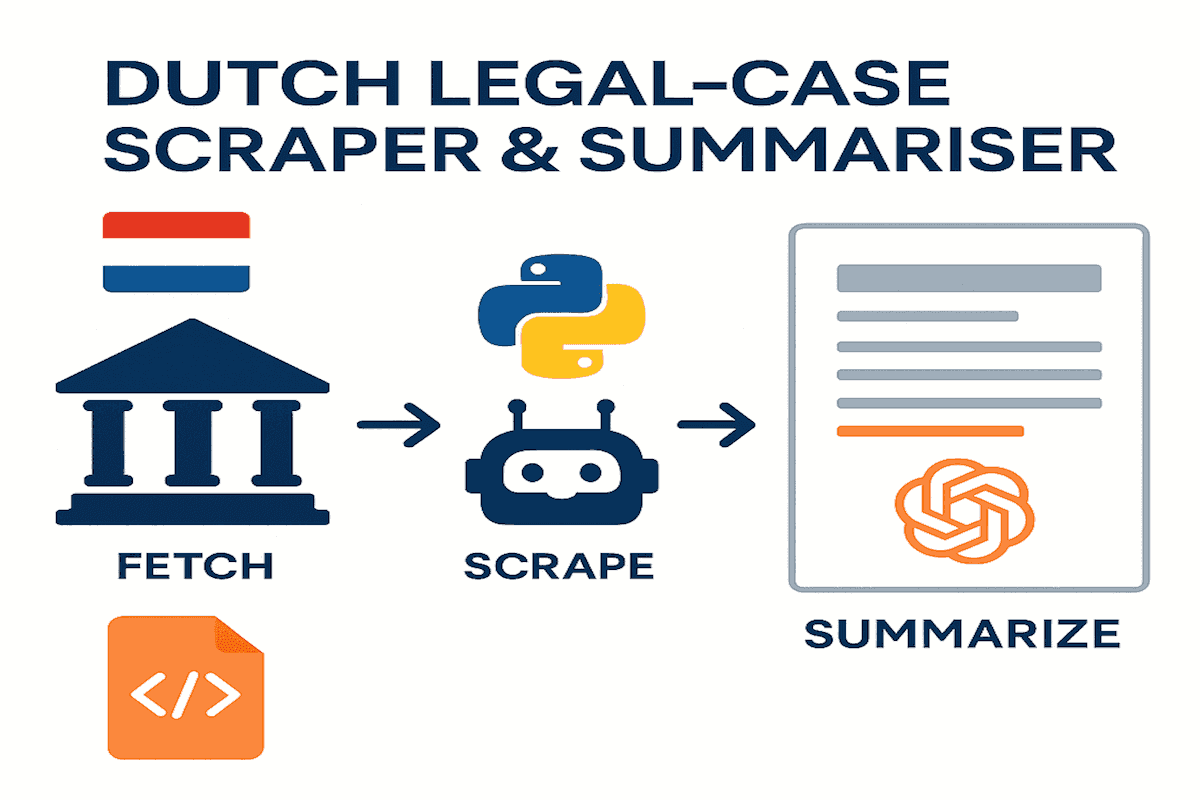 DUTCH LEGAL–CASE
SCRAPER & SUMMARISER
FETCH
SCRAPE
SUMMARIZE
</>